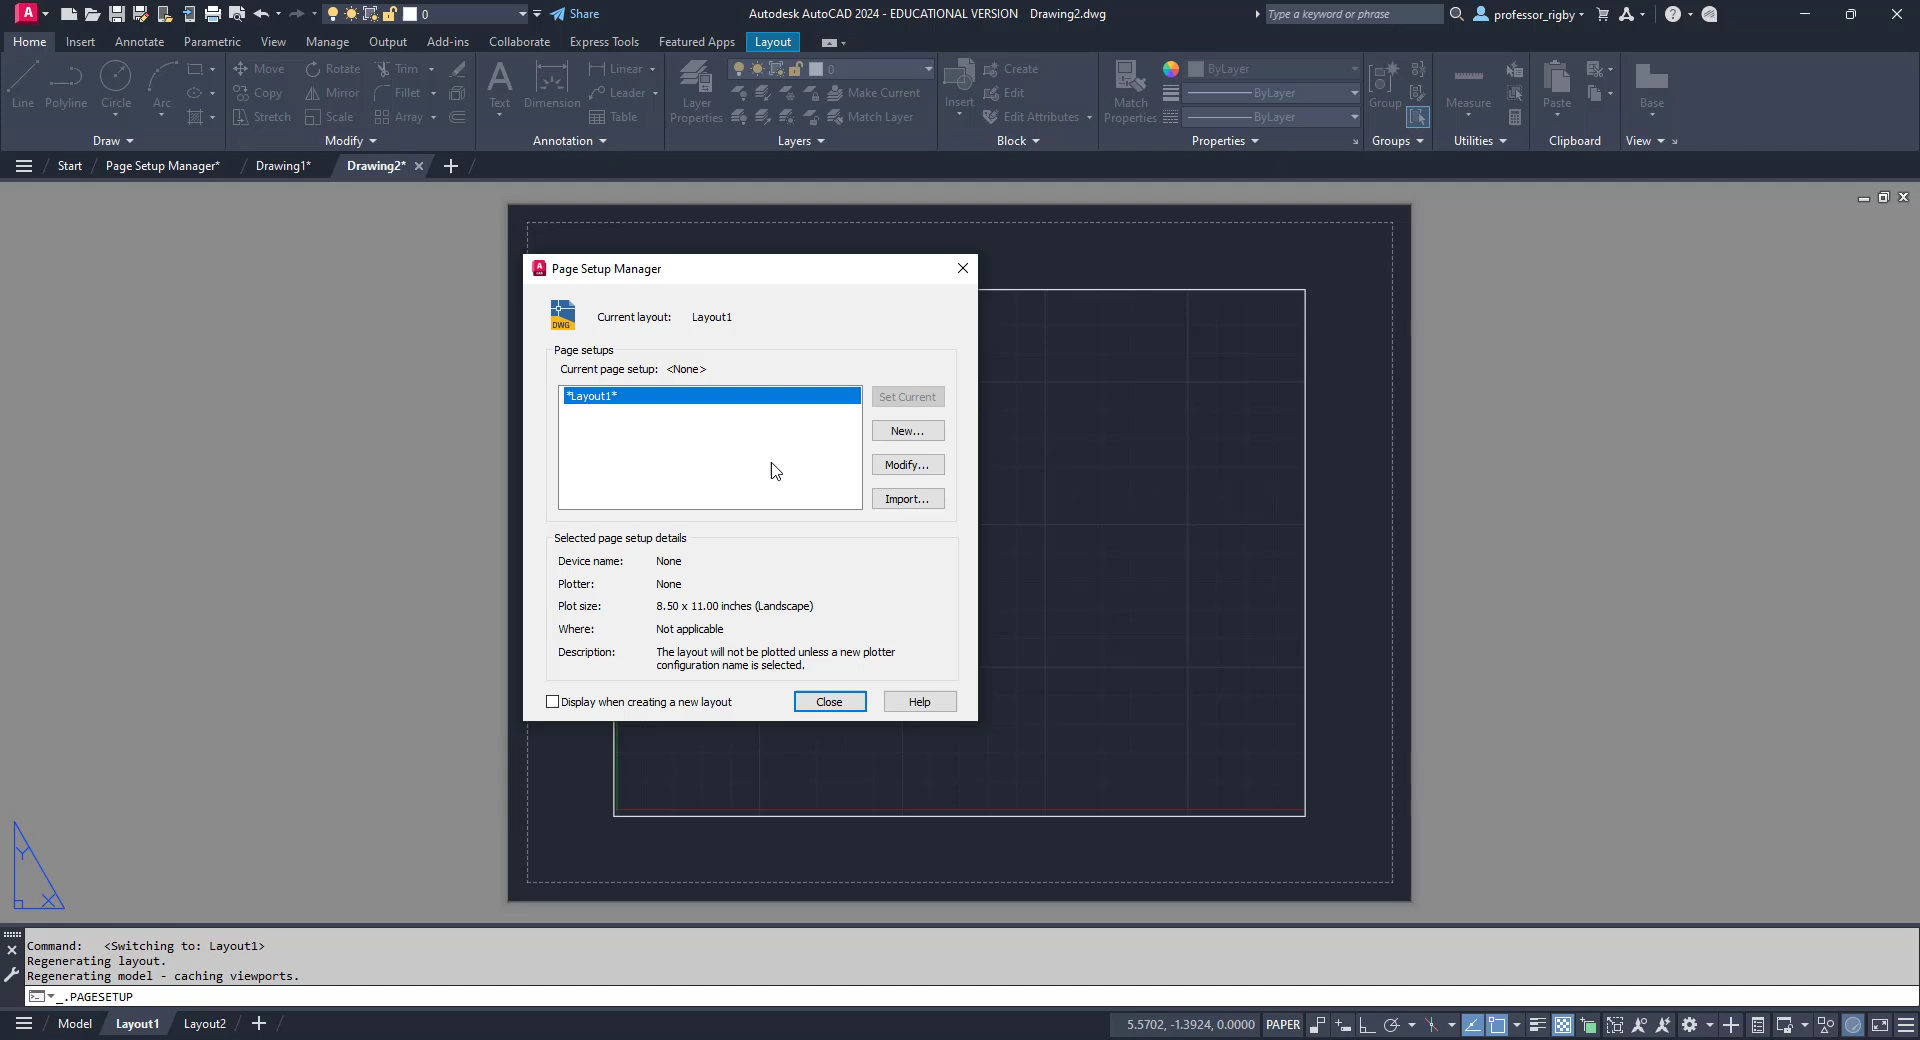 A 0 Share Autodesk AutoCAD 2024 - EDUCATIONAL VERSION Drawing2.dwg Type a keyword or phrase professor_rigby
Home Insert Annotate Parametric View Manage Output Add-ins Collaborate Express Tools Featured Apps Layout
Line Polyline Circle Arc
Move Rotate Trim
Copy Mirror Fillet
Stretch Scale Array
Text Dimension
Linear
Leader
Table
Layer Properties
0
Make Current
Match Layer
Insert
Create
Edit
Edit Attributes
Match Properties
ByLayer
ByLayer
ByLayer
Group
Measure
Paste
Base
Draw Modify Annotation Layers Block Properties Groups Utilities Clipboard View
Start Page Setup Manager* Drawing1* Drawing2*
A CAD Page Setup Manager
DWG
Current layout: Layout1
Page setups
Current page setup: <None>
*Layout1*
Set Current
New...
Modify...
Import...
Selected page setup details
Device name: None
Plotter: None
Plot size: 8.50 x 11.00 inches (Landscape)
Where: Not applicable
Description: The layout will not be plotted unless a new plotter
configuration name is selected.
Display when creating a new layout Close Help
Y
X
Command: <Switching to: Layout1>
Regenerating layout.
Regenerating model - caching viewports.
_.PAGESETUP
Model Layout1 Layout2 5.5702, -1.3924, 0.0000 PAPER